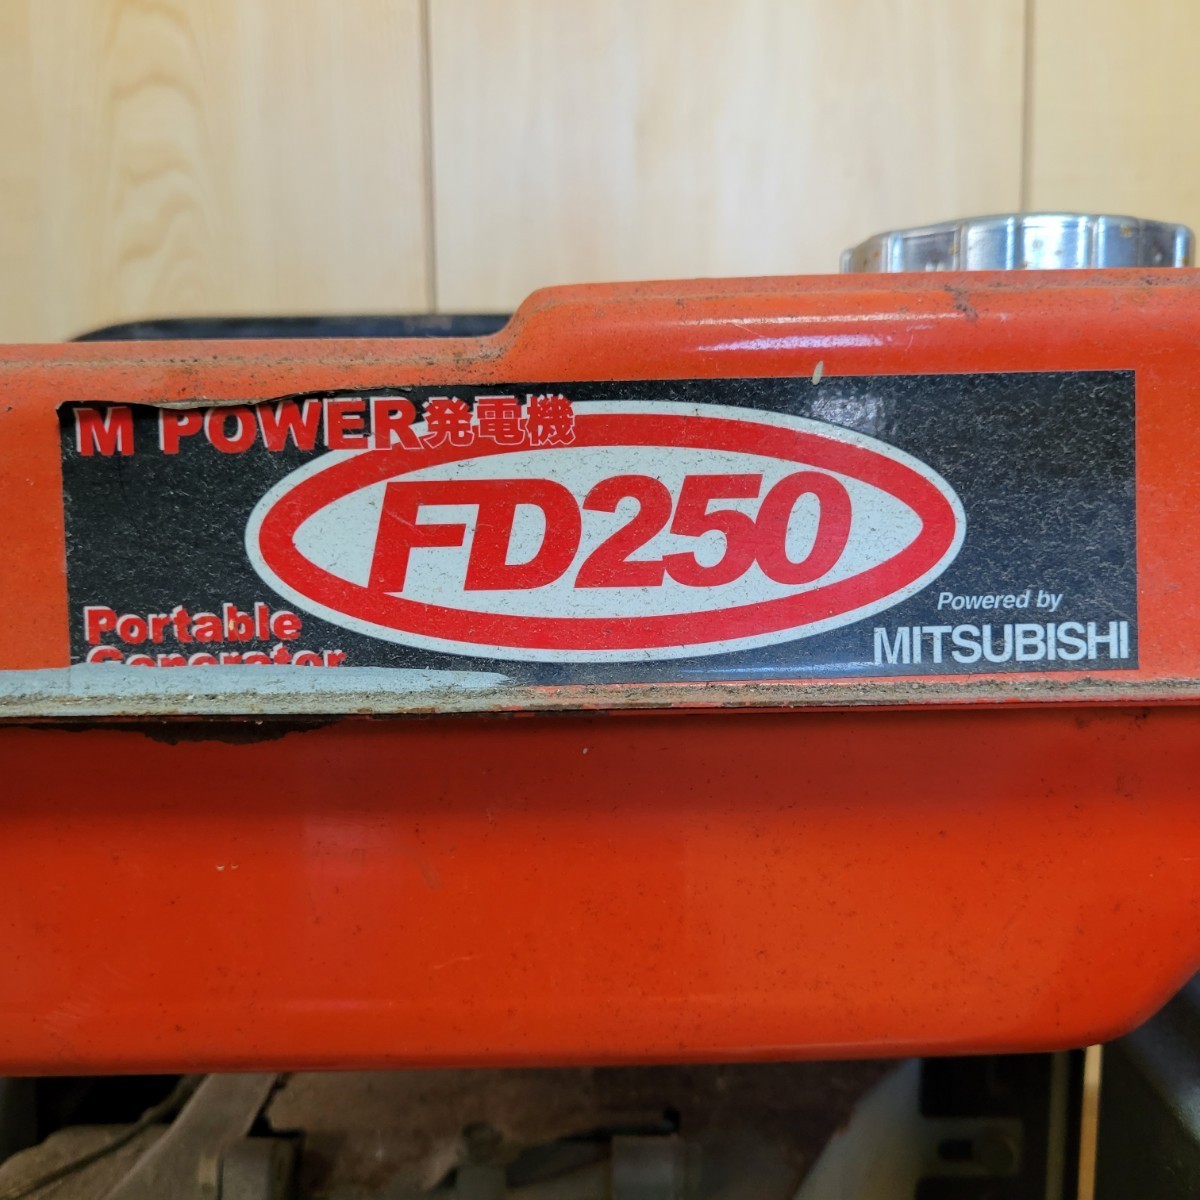 M POWER発電機
FD250
Portable
Generator
Powered by
MITSUBISHI